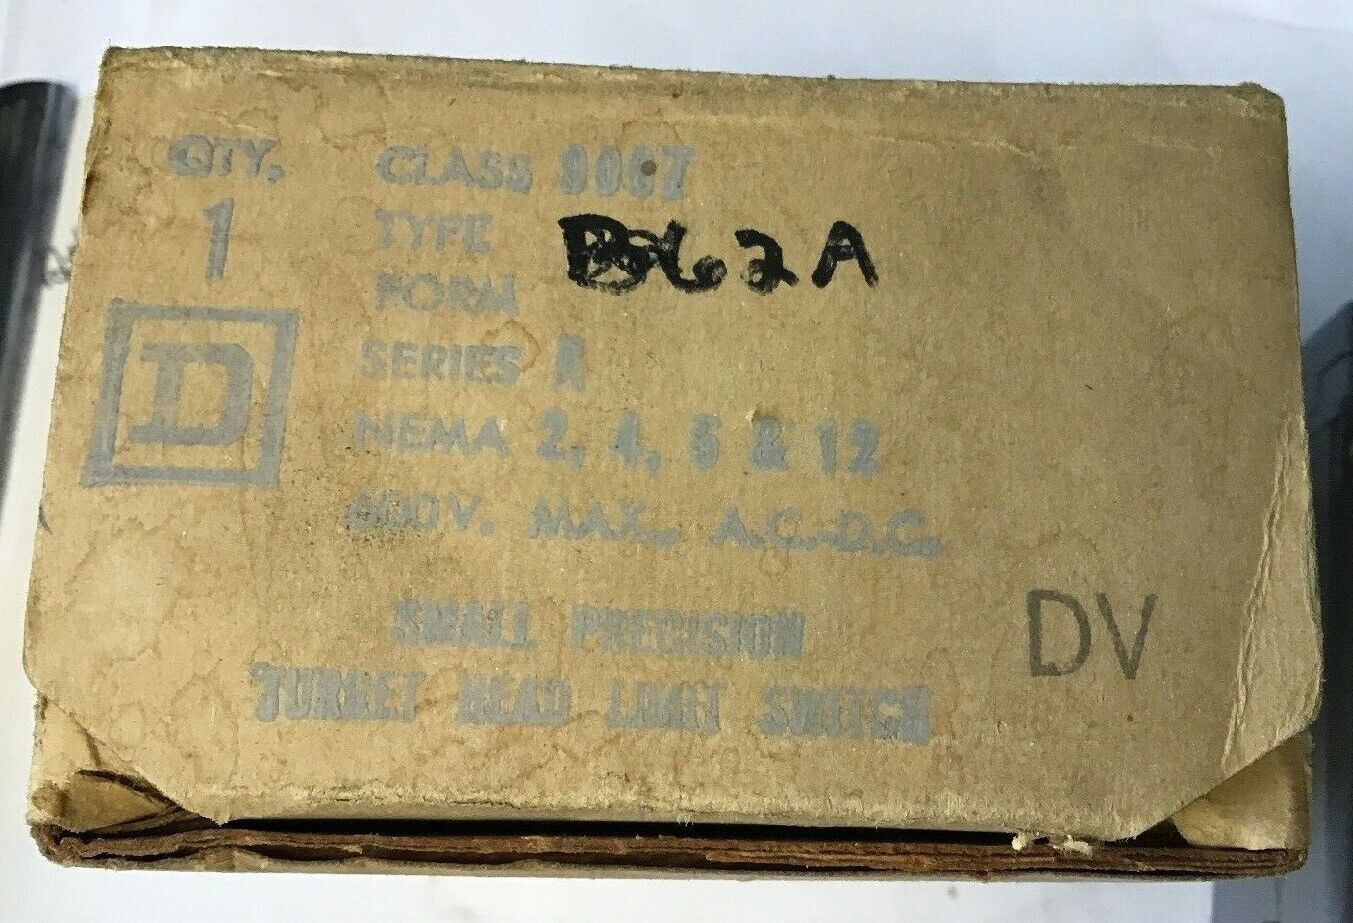 QTY.
1
D
CLASS 9007
TYPE B62A
FORM
SERIES A
NEMA 2, 4, 5 & 12
600V. MAX., A.C.-D.C.
SMALL PRECISION
TURRET HEAD LIMIT SWITCH
DV